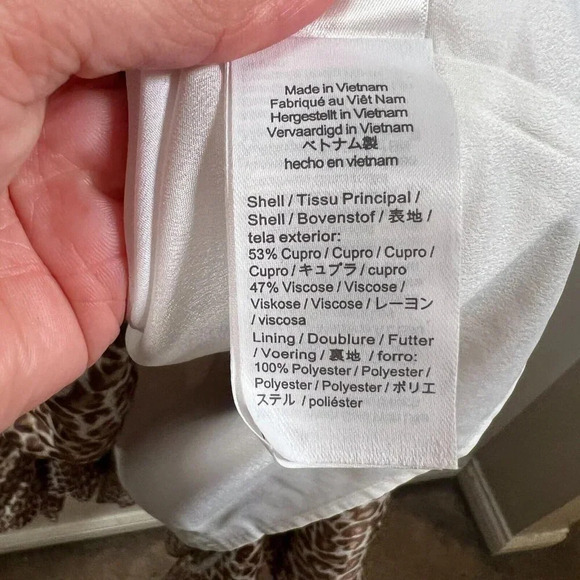 Made in Vietnam
Fabriqué au Viêt Nam
Hergestellt in Vietnam
Vervaardigd in Vietnam
ベトナム製
hecho en vietnam
Shell / Tissu Principal /
Shell / Bovenstof / 表地 /
tela exterior:
53% Cupro / Cupro / Cupro /
Cupro / キュプラ / cupro
47% Viscose / Viscose /
Viskose / Viscose / レーヨン
/ viscosa
Lining / Doublure / Futter
/ Voering / 裏地 / forro:
100% Polyester / Polyester /
Polyester / Polyester / ポリエ
ステル / poliéster